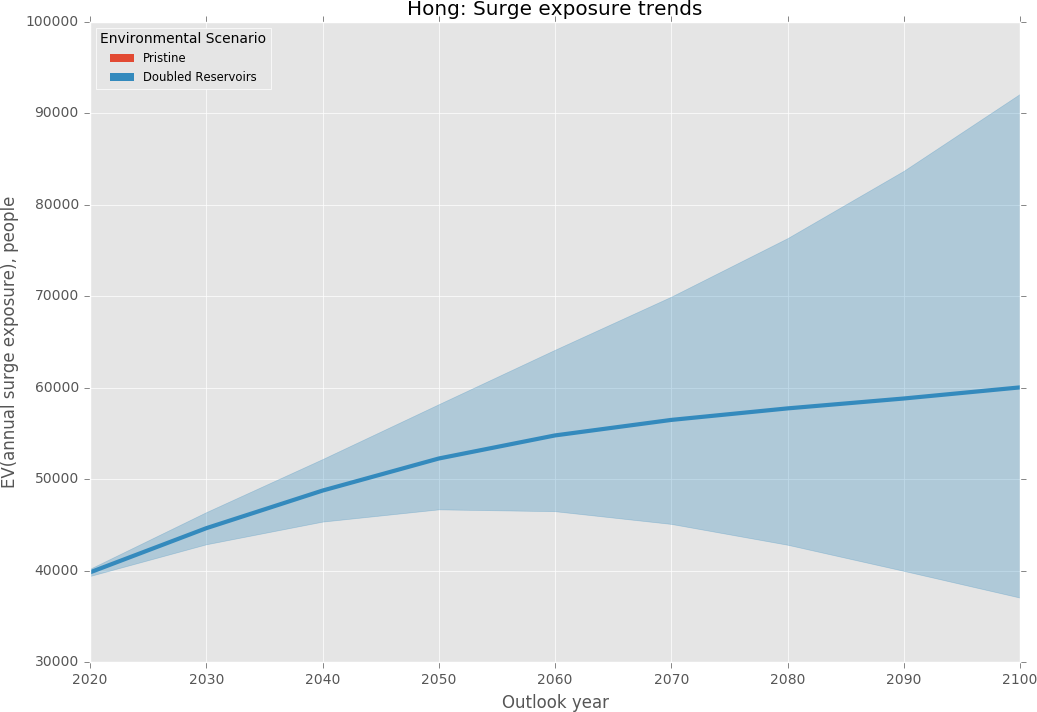 Hong: Surge exposure trends
100000
90000
80000
70000
60000
50000
40000
30000
EV(annual surge exposure), people
Environmental Scenario
Pristine
Doubled Reservoirs
2020 2030 2040 2050 2060 2070 2080 2090 2100
Outlook year